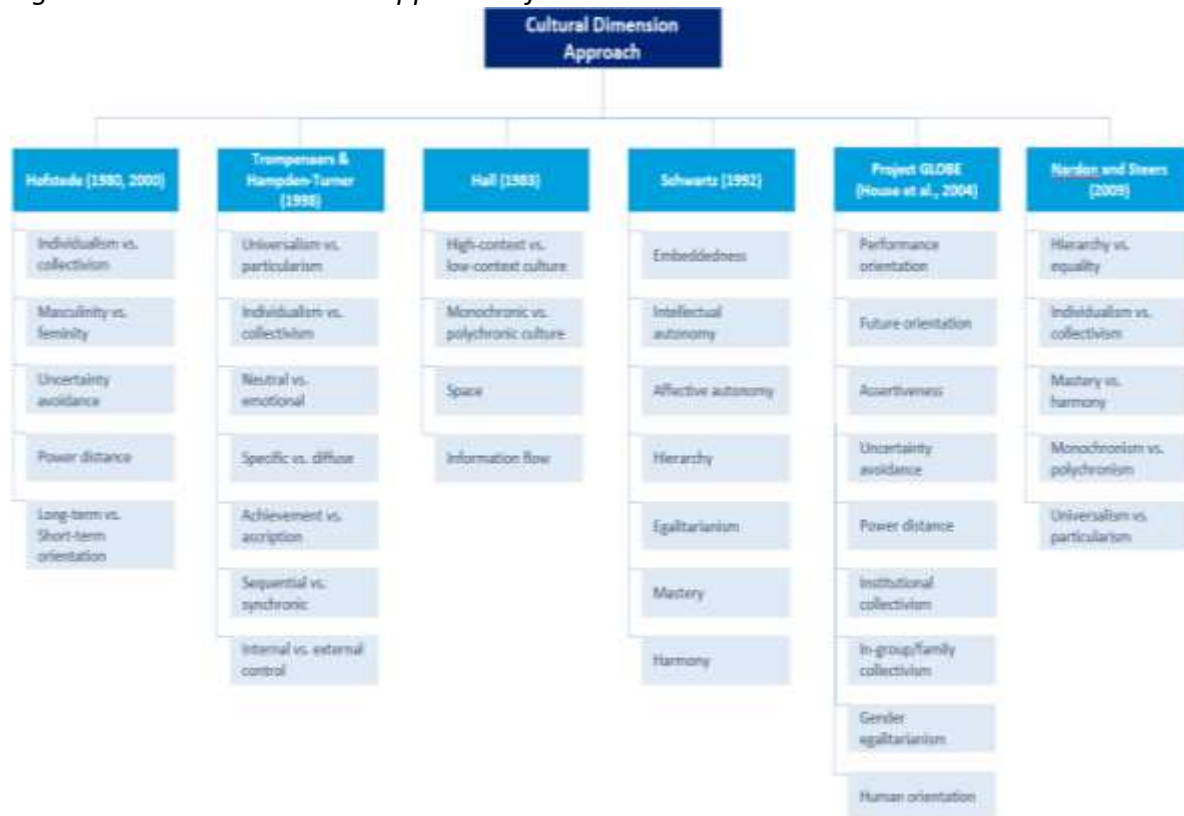 Cultural Dimension
Approach
Hofstede (1980, 2000)
Individualism vs.
collectivism
Masculinity vs.
feminity
Uncertainty
avoidance
Power distance
Long-term vs.
Short-term
orientation
Trompenaers &
Hampden-Turner
(1998)
Universalism vs.
particularism
Individualism vs.
collectivism
Neutral vs.
emotional
Specific vs. diffuse
Achievement vs.
ascription
Sequential vs.
synchronic
Internal vs. external
control
Hall (1983)
High-context vs.
low-context culture
Monochronic vs.
polychronic culture
Space
Information flow
Schwartz (1992)
Embeddedness
Intellectual
autonomy
Affective autonomy
Hierarchy
Egalitarianism
Mastery
Harmony
Project GLOBE
(House et al., 2004)
Performance
orientation
Future orientation
Assertiveness
Uncertainty
avoidance
Power distance
Institutional
collectivism
In-group/family
collectivism
Gender
egalitarianism
Human orientation
Nardon and Steers
(2009)
Hierarchy vs.
equality
Individualism vs.
collectivism
Mastery vs.
harmony
Monochronism vs.
polychronism
Universalism vs.
particularism